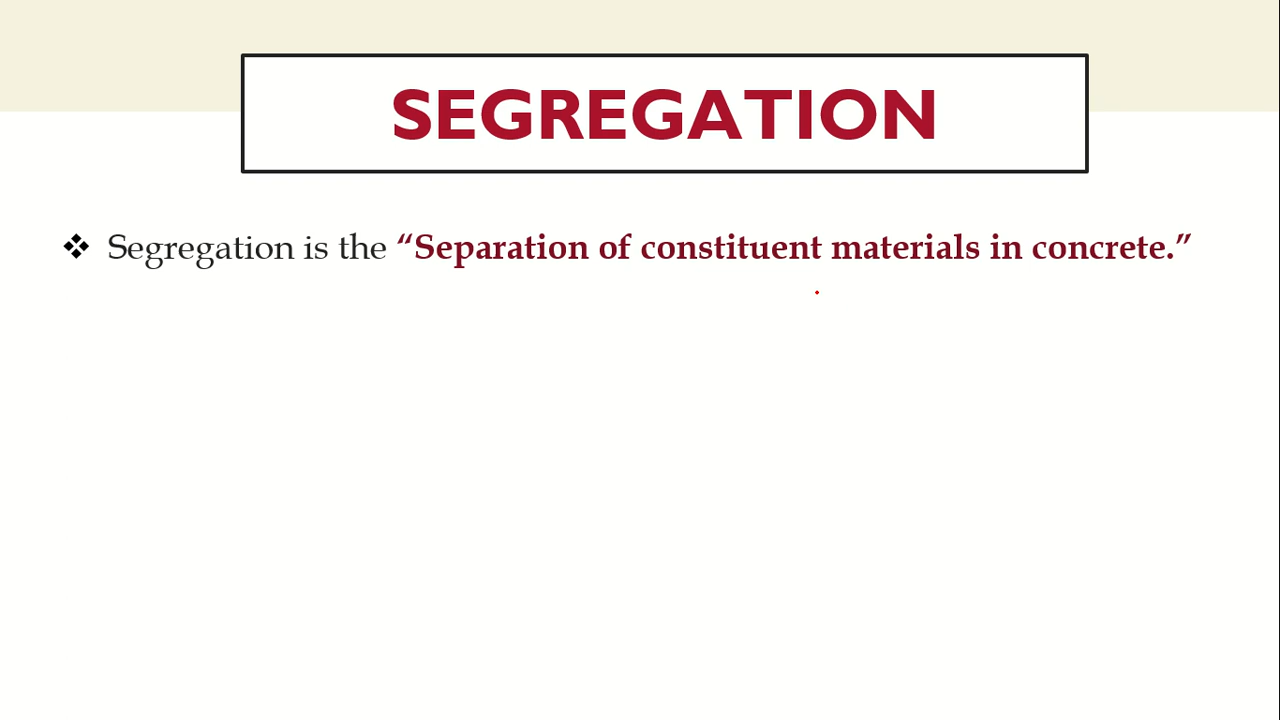 SEGREGATION
❖ Segregation is the “Separation of constituent materials in concrete.”